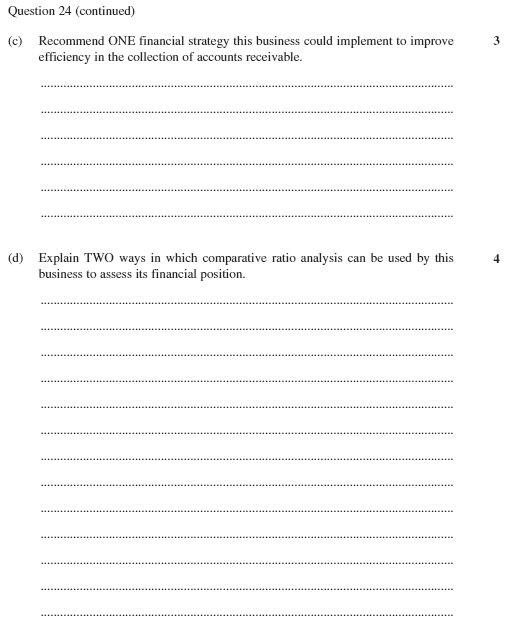 Question 24 (continued)
(c) Recommend ONE financial strategy this business could implement to improve 3
efficiency in the collection of accounts receivable.
(d) Explain TWO ways in which comparative ratio analysis can be used by this 4
business to assess its financial position.